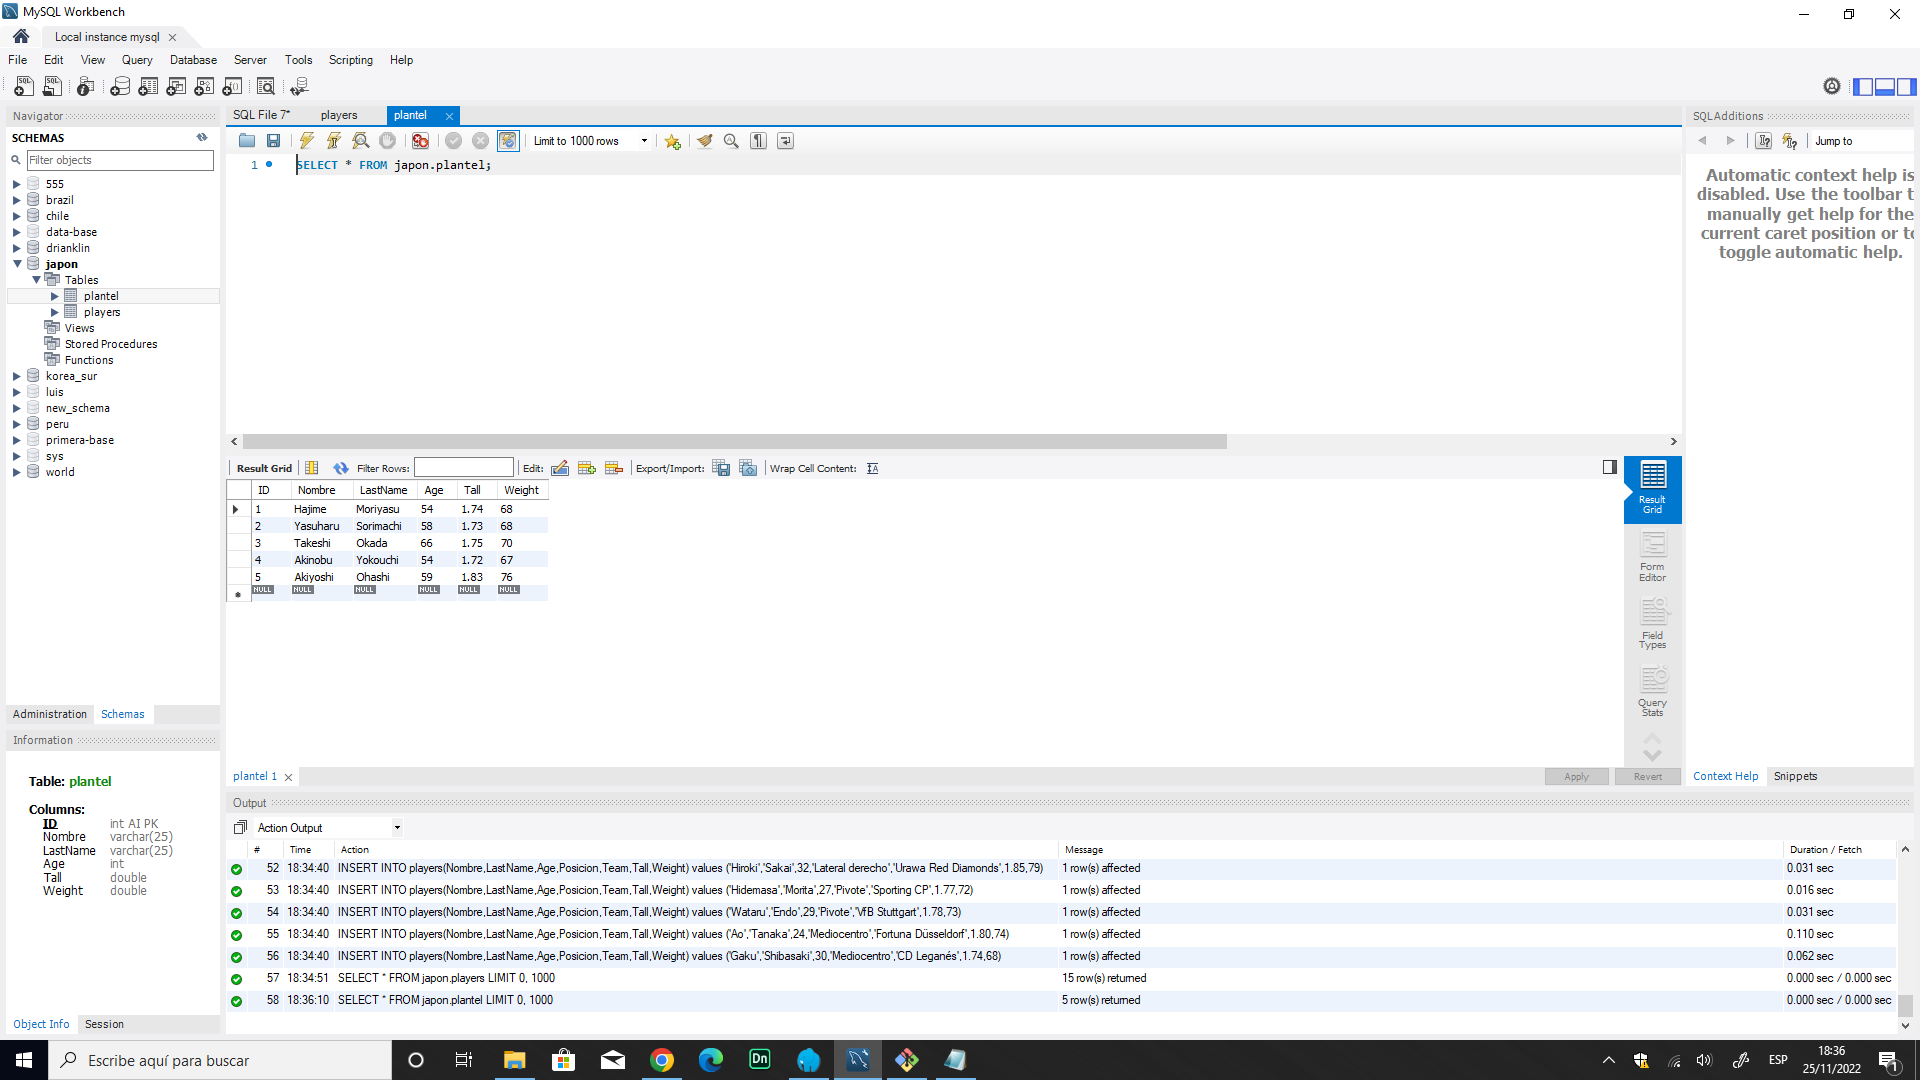 MySQL Workbench
Local instance mysql
File Edit View Query Database Server Tools Scripting Help
Navigator
SCHEMAS
Filter objects
555
brazil
chile
data-base
drianklin
japon
Tables
plantel
players
Views
Stored Procedures
Functions
korea_sur
luis
new_schema
peru
primera-base
sys
world
Administration Schemas
Information
Table: plantel
Columns:
ID int AI PK
Nombre varchar(25)
LastName varchar(25)
Age int
Tall double
Weight double
Object Info Session
SQL File 7* players plantel
Limit to 1000 rows
1 SELECT * FROM japon.plantel;
Result Grid Filter Rows: Edit: Export/Import: Wrap Cell Content:
ID Nombre LastName Age Tall Weight
1 Hajime Moriyasu 54 1.74 68
2 Yasuharu Sorimachi 58 1.73 68
3 Takeshi Okada 66 1.75 70
4 Akinobu Yokouchi 54 1.72 67
5 Akiyoshi Ohashi 59 1.83 76
NULL NULL NULL NULL NULL NULL
Result
Grid
Form
Editor
Field
Types
Query
Stats
plantel 1 Apply Revert
SQLAdditions
Jump to
Automatic context help is
disabled. Use the toolbar t
manually get help for the
current caret position or to
toggle automatic help.
Context Help Snippets
Output
Action Output
# Time Action Message Duration / Fetch
52 18:34:40 INSERT INTO players(Nombre,LastName,Age,Posicion,Team,Tall,Weight) values ('Hiroki','Sakai',32,'Lateral derecho','Urawa Red Diamonds',1.85,79) 1 row(s) affected 0.031 sec
53 18:34:40 INSERT INTO players(Nombre,LastName,Age,Posicion,Team,Tall,Weight) values ('Hidemasa','Morita',27,'Pivote','Sporting CP',1.77,72) 1 row(s) affected 0.016 sec
54 18:34:40 INSERT INTO players(Nombre,LastName,Age,Posicion,Team,Tall,Weight) values ('Wataru','Endo',29,'Pivote','VfB Stuttgart',1.78,73) 1 row(s) affected 0.031 sec
55 18:34:40 INSERT INTO players(Nombre,LastName,Age,Posicion,Team,Tall,Weight) values ('Ao','Tanaka',24,'Mediocentro','Fortuna Düsseldorf',1.80,74) 1 row(s) affected 0.110 sec
56 18:34:40 INSERT INTO players(Nombre,LastName,Age,Posicion,Team,Tall,Weight) values ('Gaku','Shibasaki',30,'Mediocentro','CD Leganés',1.74,68) 1 row(s) affected 0.062 sec
57 18:34:51 SELECT * FROM japon.players LIMIT 0, 1000 15 row(s) returned 0.000 sec / 0.000 sec
58 18:36:10 SELECT * FROM japon.plantel LIMIT 0, 1000 5 row(s) returned 0.000 sec / 0.000 sec
Escribe aquí para buscar
Dn
ESP
18:36
25/11/2022
1